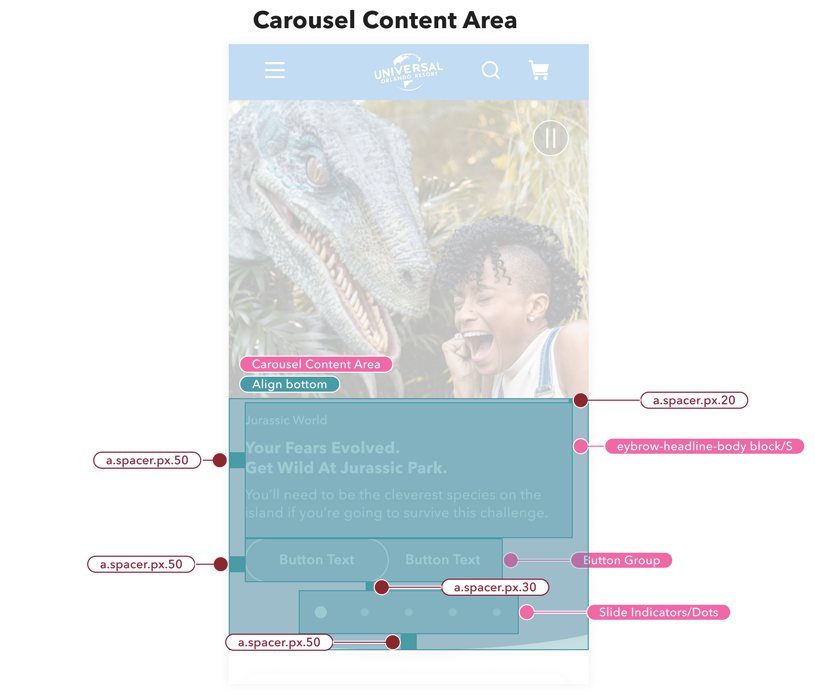 Carousel Content Area
UNIVERSAL
ORLANDO RESORT
Carousel Content Area
Align bottom
a.spacer.px.20
Jurassic World
eybrow-headline-body block/S
Your Fears Evolved.
a.spacer.px.50
Get Wild At Jurassic Park.
You'll need to be the cleverest species on the
island if you're going to survive this challenge.
a.spacer.px.50
Button Text
Button Text
Button Group
a.spacer.px.30
Slide Indicators/Dots
a.spacer.px.50